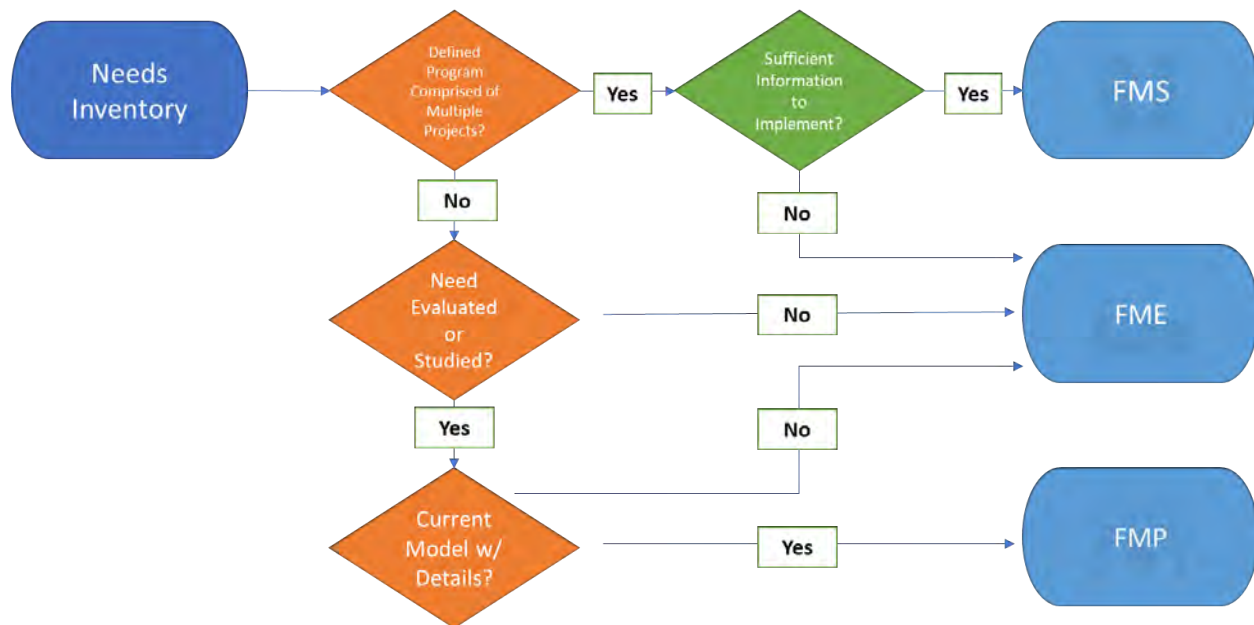 Needs
Inventory
Defined
Program
Comprised of
Multiple
Projects?
Yes
Sufficient
Information
to
Implement?
Yes
FMS
No
No
Need
Evaluated
or
Studied?
No
FME
Yes
No
Current
Model w/
Details?
Yes
FMP